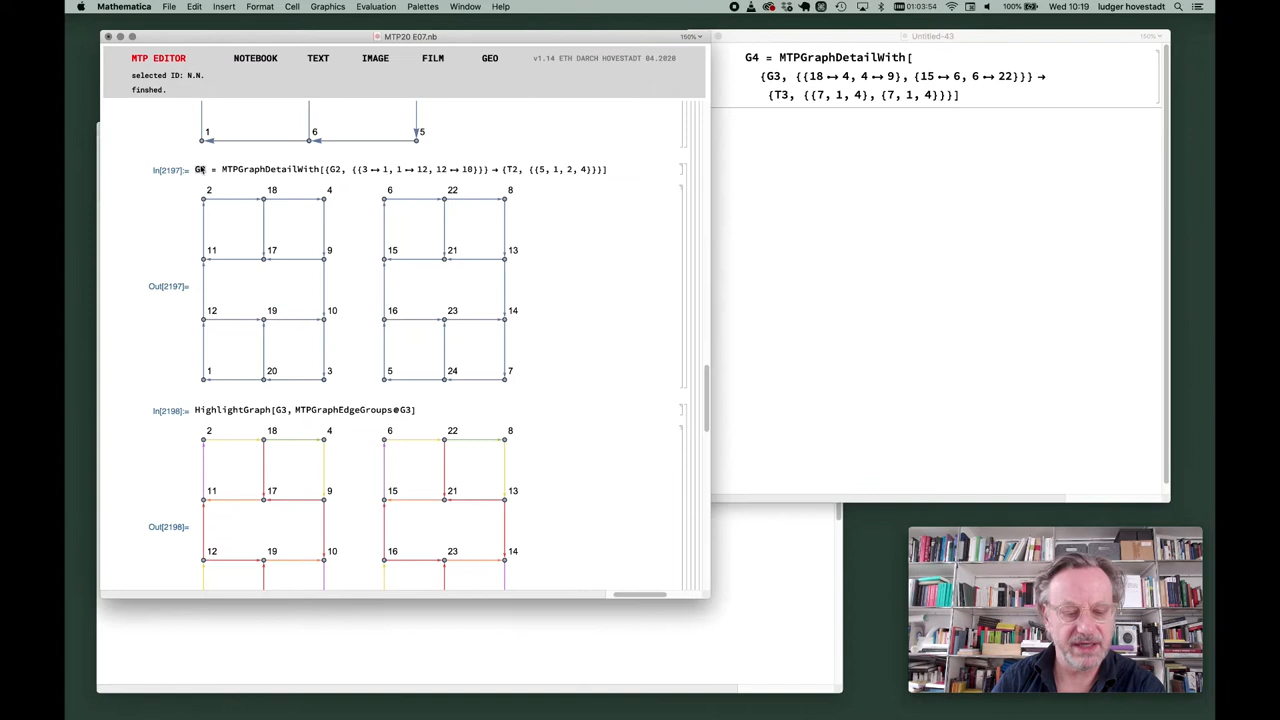 Mathematica File Edit Insert Format Cell Graphics Evaluation Palettes Window Help
01:03:54 100% Wed 10:19 ludger hovestadt
MTP20 E07.nb 150%
MTP EDITOR NOTEBOOK TEXT IMAGE FILM GEO v1.14 ETH DARCH HOVESTADT 04.2020
selected ID: N.N.
finshed.
1 6 5
In[2197]:= = MTPGraphDetailWith[{G2, {{3 ↔ 1, 1 ↔ 12, 12 ↔ 10}}} → {T2, {{5, 1, 2, 4}}}]
2 18 4 6 22 8
11 17 9 15 21 13
Out[2197]=
12 19 10 16 23 14
1 20 3 5 24 7
In[2198]:= HighlightGraph[G3, MTPGraphEdgeGroups@G3]
2 18 4 6 22 8
11 17 9 15 21 13
Out[2198]=
12 19 10 16 23 14
Untitled-43 150%
G4 = MTPGraphDetailWith[
{G3, {{18 ↔ 4, 4 ↔ 9}, {15 ↔ 6, 6 ↔ 22}}} →
{T3, {{7, 1, 4}, {7, 1, 4}}}]